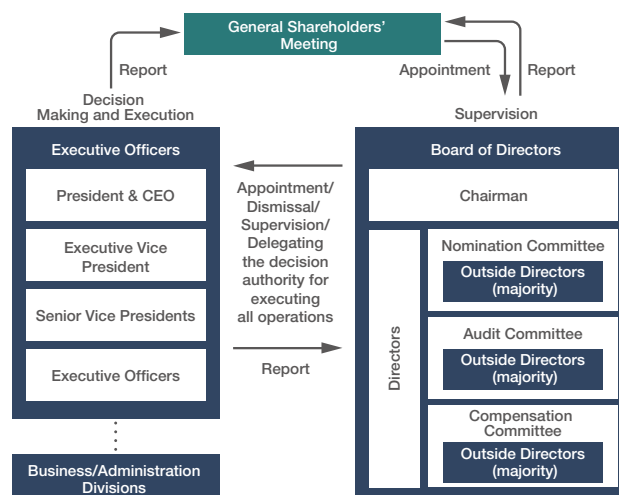 General Shareholders’
Meeting
Report
Appointment
Report
Decision
Making and Execution
Supervision
Executive Officers
President & CEO
Executive Vice
President
Senior Vice Presidents
Executive Officers
Business/Administration
Divisions
Appointment/
Dismissal/
Supervision/
Delegating
the decision
authority for
executing
all operations
Report
Board of Directors
Chairman
Directors
Nomination Committee
Outside Directors
(majority)
Audit Committee
Outside Directors
(majority)
Compensation
Committee
Outside Directors
(majority)